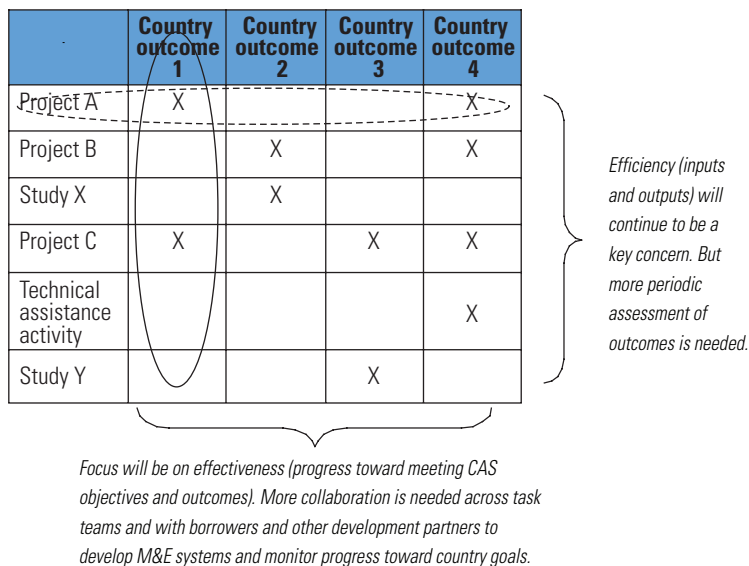 Country outcome 1 Country outcome 2 Country outcome 3 Country outcome 4
Project A X X
Project B X X
Study X X
Project C X X X
Technical assistance activity X
Study Y X
Efficiency (inputs
and outputs) will
continue to be a
key concern. But
more periodic
assessment of
outcomes is needed.
Focus will be on effectiveness (progress toward meeting CAS
objectives and outcomes). More collaboration is needed across task
teams and with borrowers and other development partners to
develop M&E systems and monitor progress toward country goals.